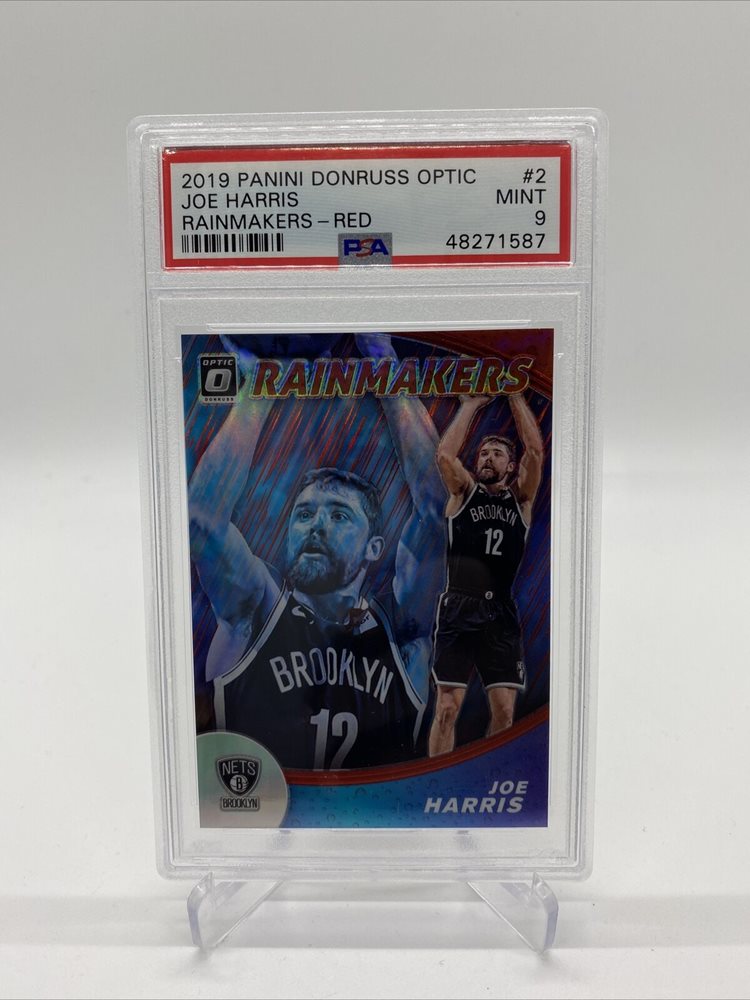 2019 PANINI DONRUSS OPTIC #2
JOE HARRIS MINT
RAINMAKERS – RED 9
PSA 48271587
OPTIC
DONRUSS
RAINMAKERS
BROOKLYN
12
BROOKLYN
12
NETS
B
BROOKLYN
JOE
HARRIS